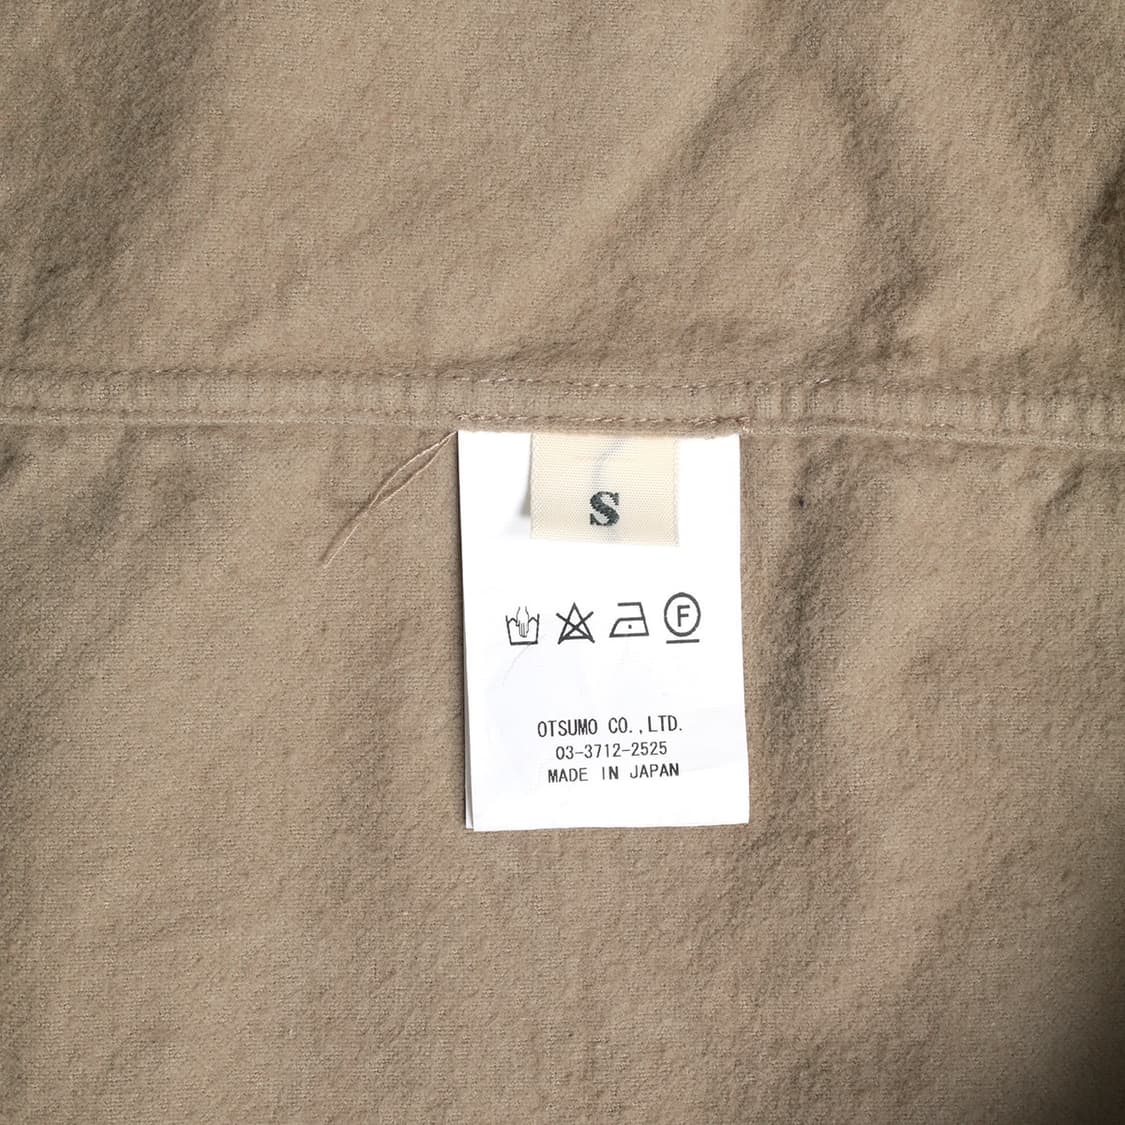 S
F
OTSUMO CO.,LTD.
03-3712-2525
MADE IN JAPAN